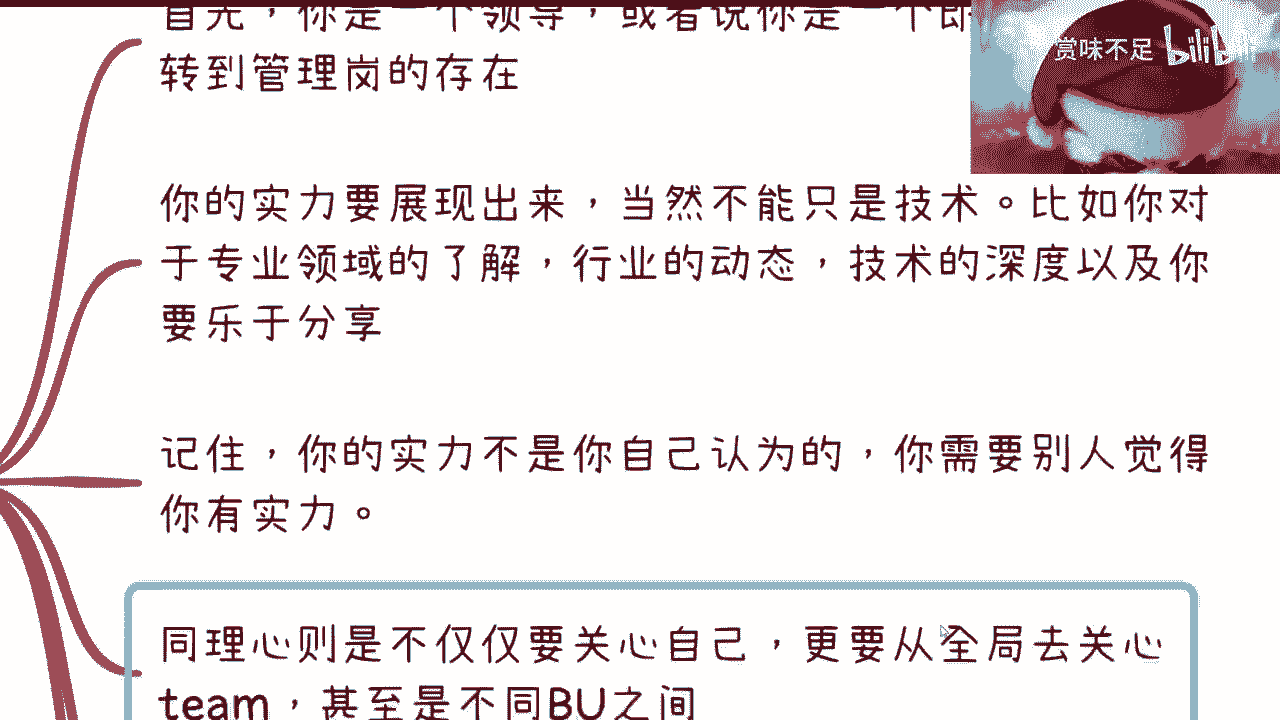 首先，你是一个领导，或者说你是一个即
赏味不足 bilibili
转到管理岗的存在
你的实力要展现出来，当然不能只是技术。比如你对
于专业领域的了解，行业的动态，技术的深度以及你
要乐于分享
记住，你的实力不是你自己认为的，你需要别人觉得
你有实力。
同理心则是不仅仅要关心自己，更要从全局去关心
team，甚至是不同BU之间